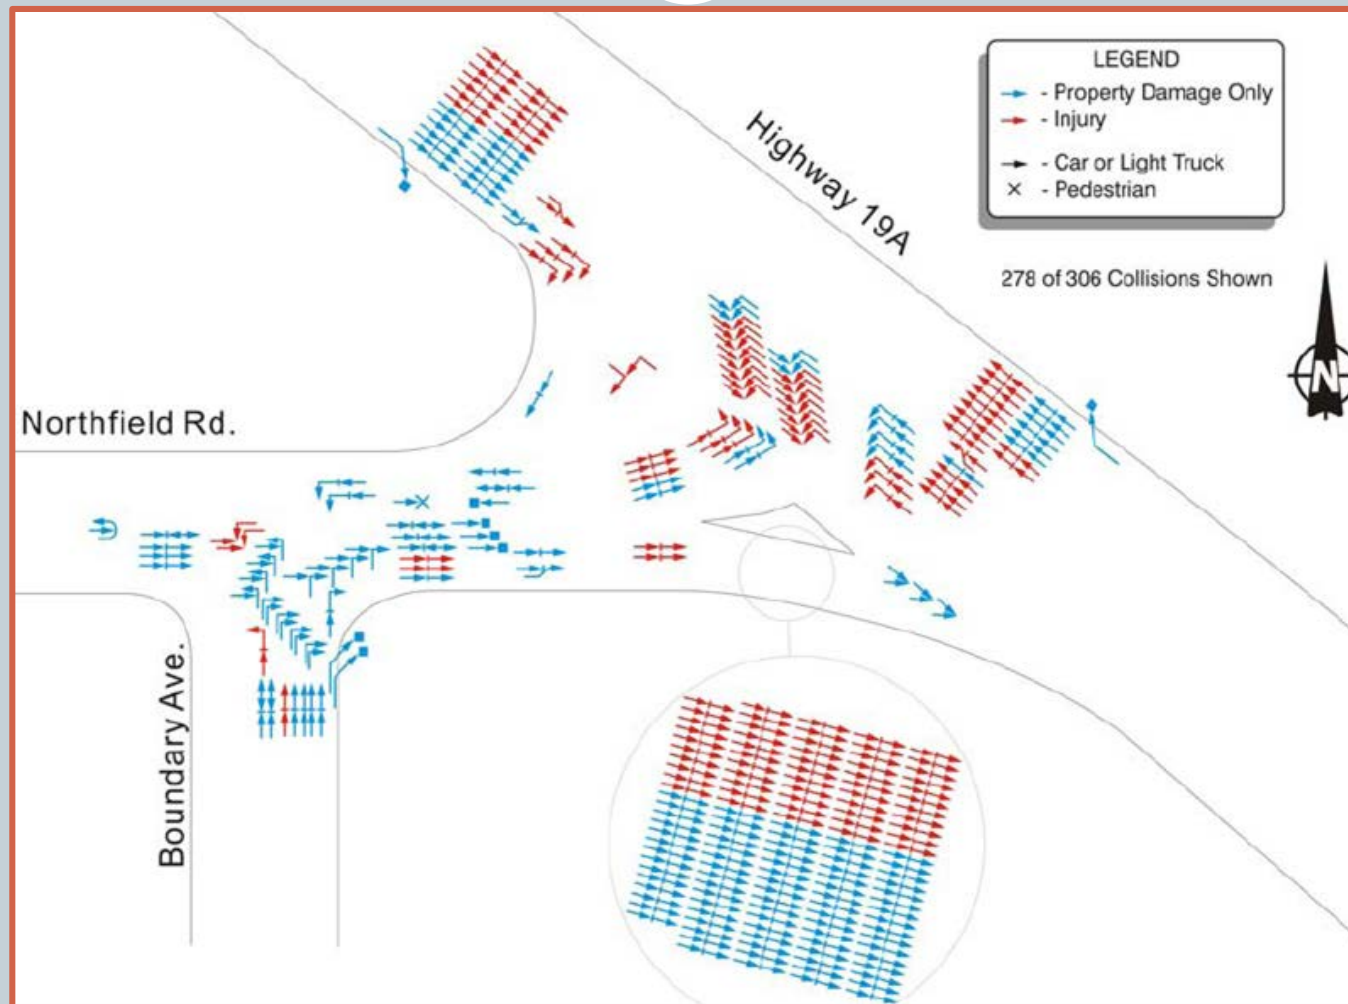 LEGEND
- Property Damage Only
- Injury
- Car or Light Truck
- Pedestrian
Highway 19A
278 of 306 Collisions Shown
N
Northfield Rd.
Boundary Ave.